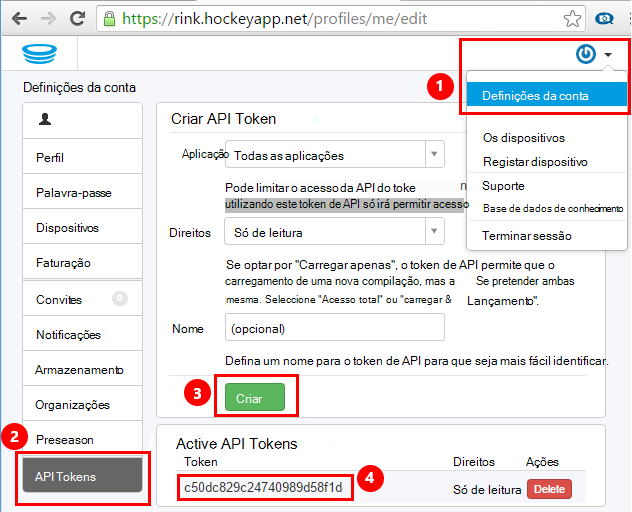 https://rink.hockeyapp.net/profiles/me/edit
1
Definições da conta
Definições da conta
Os dispositivos
Registar dispositivo
Suporte
Base de dados de conhecimento
Terminar sessão
Perfil
Palavra-passe
Dispositivos
Faturação
Convites 0
Notificações
Armazenamento
Organizações
Preseason
2
API Tokens
Criar API Token
Aplicação Todas as aplicações
Pode limitar o acesso da API do toke n
utilizando este token de API só irá permitir acesso
Direitos Só de leitura
Se optar por "Carregar apenas", o token de API permite que o
carregamento de uma nova compilação, mas a Se pretender ambas
mesma. Seleccione "Acesso total" ou "carregar & Lançamento".
Nome (opcional)
Defina um nome para o token de API para que seja mais fácil identificar.
3
Criar
Active API Tokens
Token Direitos Ações
c50dc829c24740989d58f1d 4 Só de leitura Delete